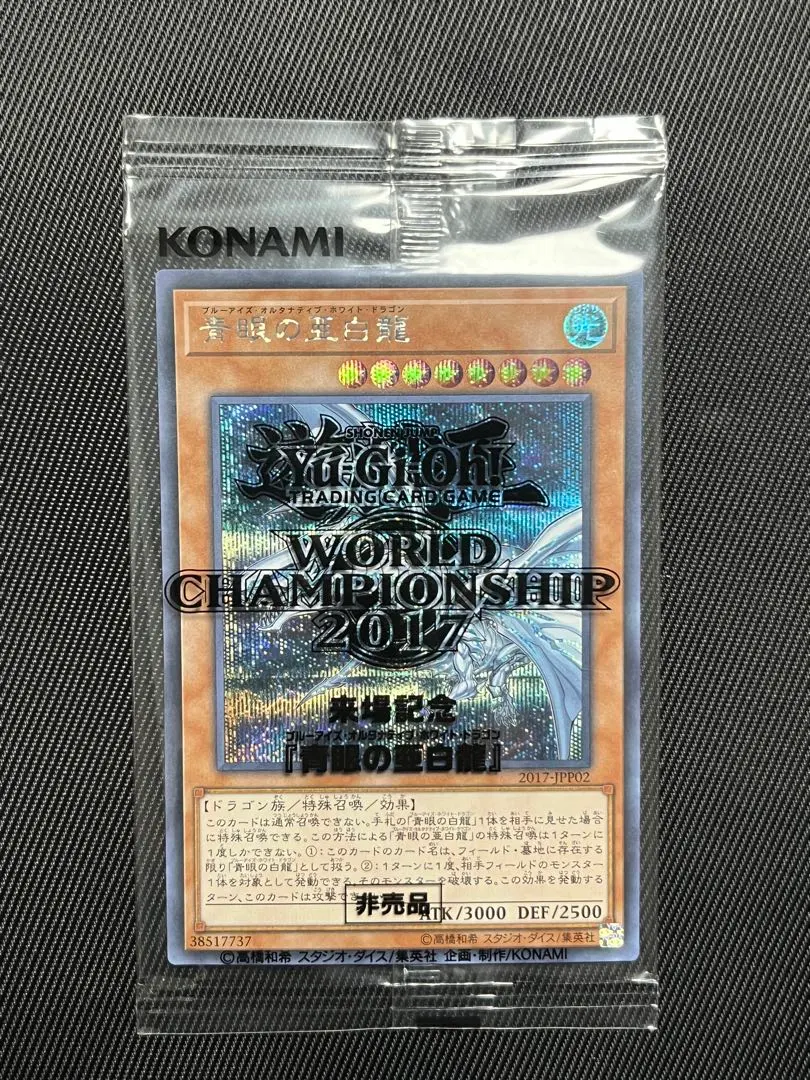 KONAMI
ブルーアイズ・オルタナティブ・ホワイト・ドラゴン
青眼の亜白龍
光
SHONEN JUMP
遊戯王
Yu-Gi-Oh!
TRADING CARD GAME
WORLD
CHAMPIONSHIP
2017
来場記念
ブルーアイズ・オルタナティブ・ホワイト・ドラゴン
『青眼の亜白龍』
2017-JPP02
【ドラゴン族／特殊召喚／効果】
このカードは通常召喚できない。手札の「青眼の白龍」1体を相手に見せた場合
に特殊召喚できる。この方法による「青眼の亜白龍」の特殊召喚は1ターンに
1度しかできない。①：このカードのカード名は、フィールド・墓地に存在する
限り「青眼の白龍」として扱う。②：1ターンに1度、相手フィールドのモンスター
1体を対象として発動できる。そのモンスターを破壊する。この効果を発動する
ターン、このカードは攻撃でき
非売品
ATK/3000 DEF/2500
38517737
©高橋和希 スタジオ・ダイス/集英社
©高橋和希 スタジオ・ダイス/集英社 企画・制作/KONAMI